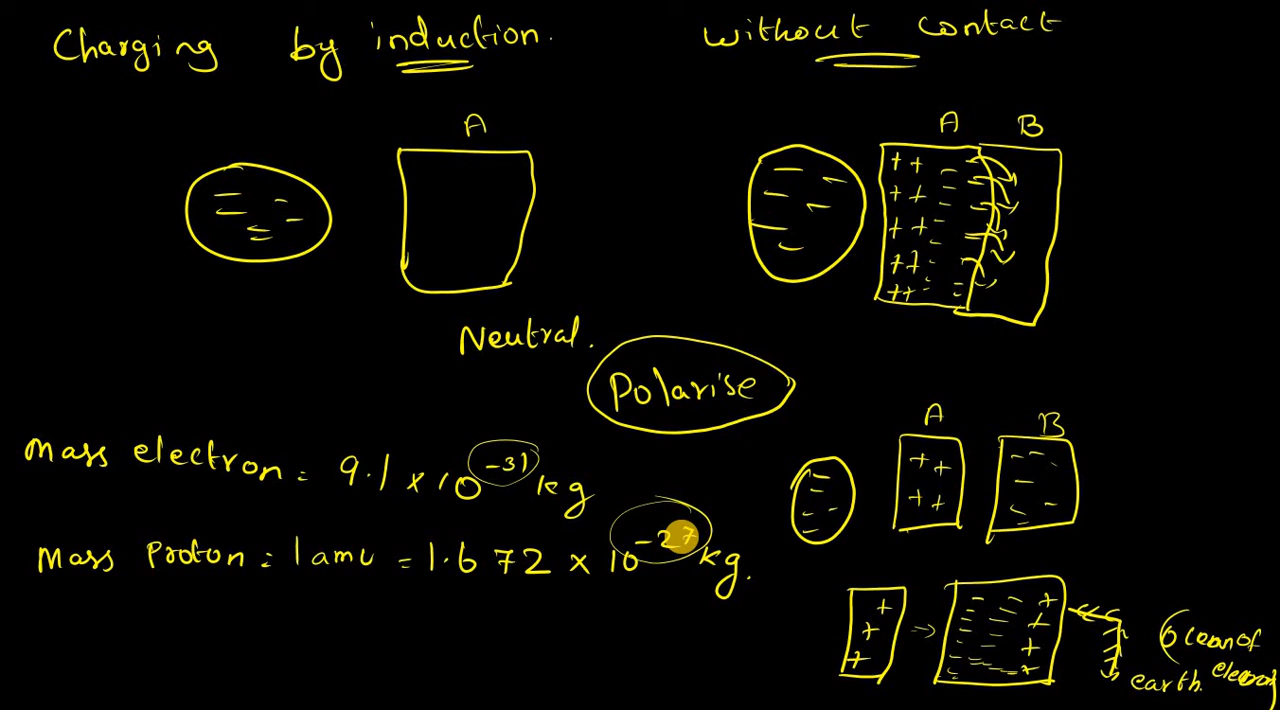 Charging by induction. without contact
A
A B
Neutral.
Polarise
A B
Mass electron = 9.1 × 10⁻³¹ kg
Mass Proton = 1 amu = 1.672 × 10⁻²⁷ kg.
earth.